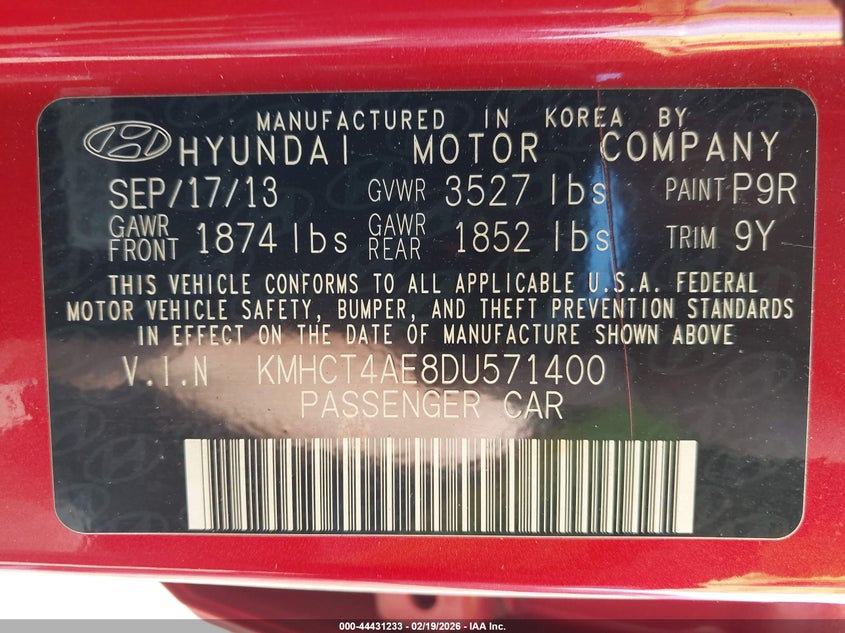 MANUFACTURED IN KOREA BY
HYUNDAI MOTOR COMPANY
SEP/17/13 GVWR 3527 lbs PAINT P9R
GAWR FRONT 1874 lbs GAWR REAR 1852 lbs TRIM 9Y
THIS VEHICLE CONFORMS TO ALL APPLICABLE U.S.A. FEDERAL
MOTOR VEHICLE SAFETY, BUMPER, AND THEFT PREVENTION STANDARDS
IN EFFECT ON THE DATE OF MANUFACTURE SHOWN ABOVE
V.I.N KMHCT4AE8DU571400
PASSENGER CAR
000-44431233 - 02/19/2026 - IAA Inc.